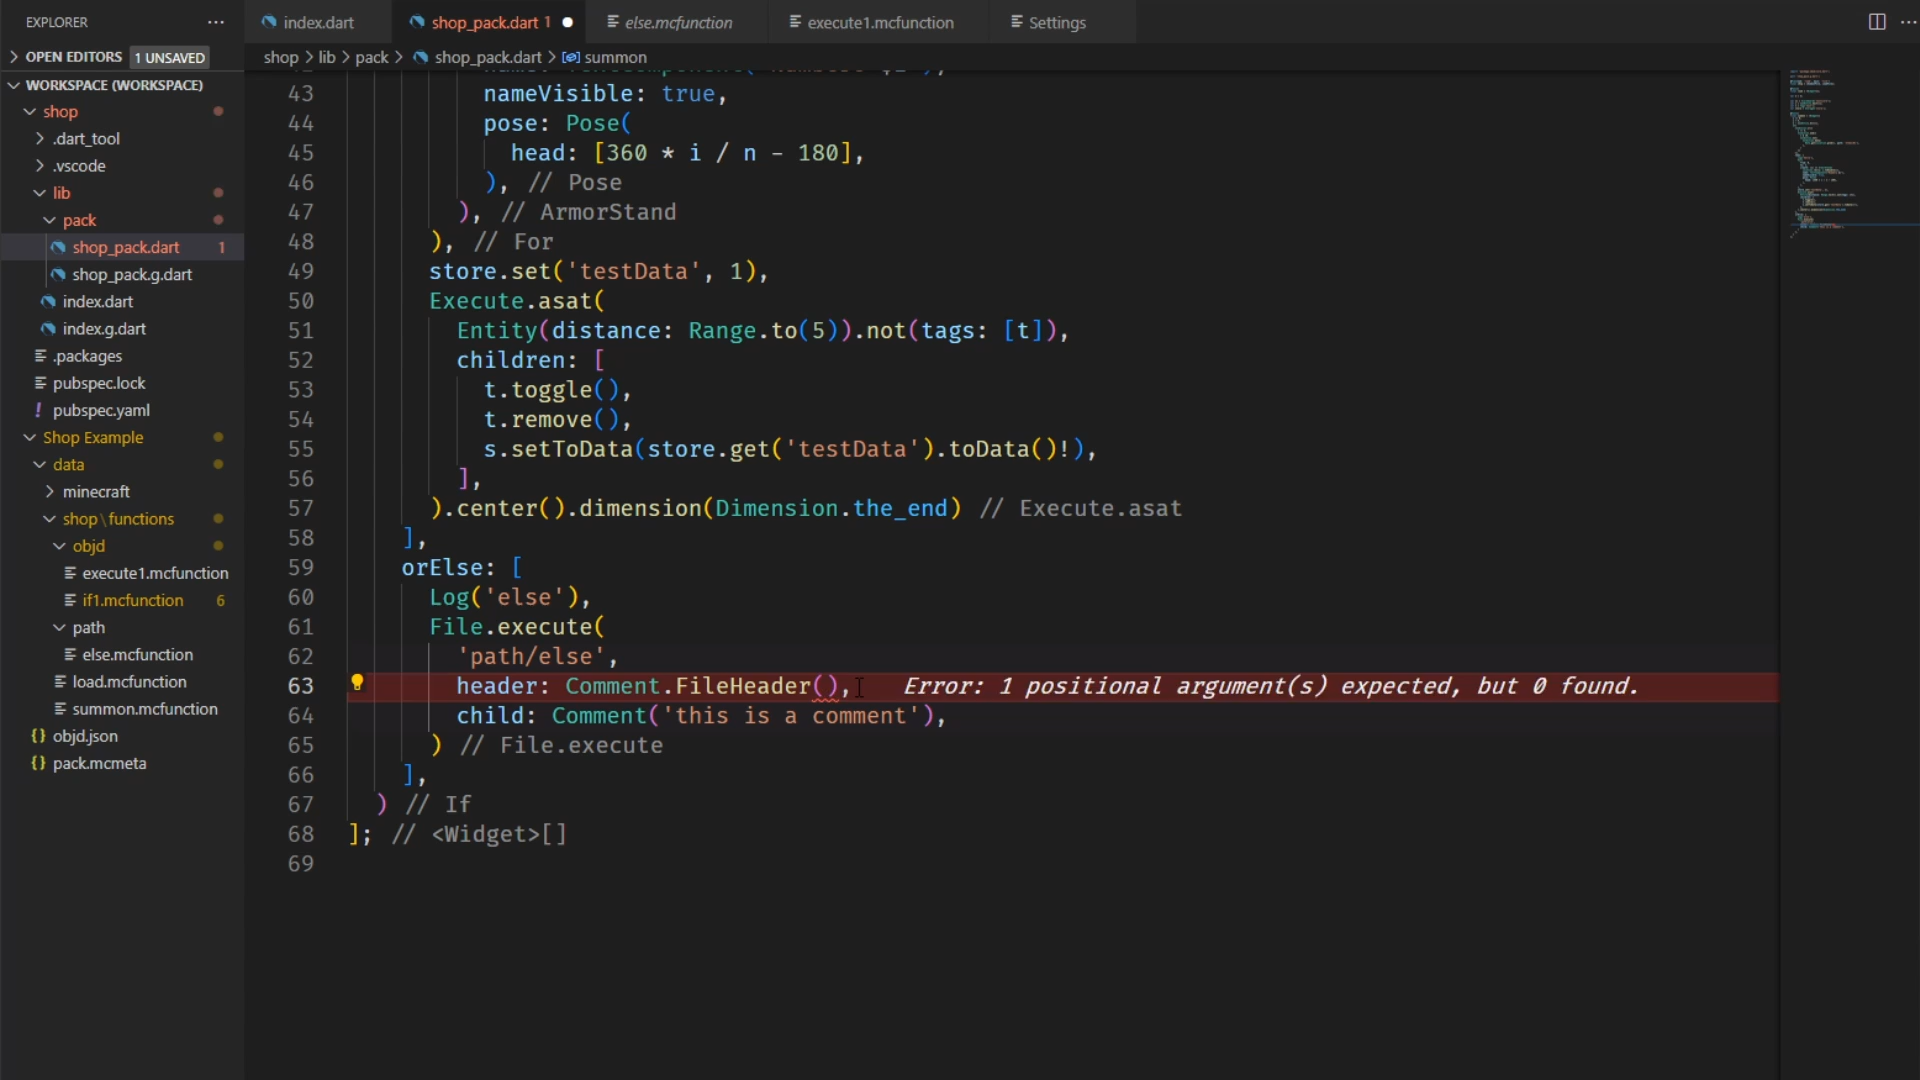 EXPLORER
index.dart
shop_pack.dart 1
else.mcfunction
execute1.mcfunction
Settings
OPEN EDITORS 1 UNSAVED
shop > lib > pack > shop_pack.dart > summon
WORKSPACE (WORKSPACE)
shop
.dart_tool
.vscode
lib
pack
shop_pack.dart 1
shop_pack.g.dart
index.dart
index.g.dart
.packages
pubspec.lock
! pubspec.yaml
Shop Example
data
minecraft
shop\functions
objd
execute1.mcfunction
if1.mcfunction 6
path
else.mcfunction
load.mcfunction
summon.mcfunction
{} objd.json
{} pack.mcmeta
43 nameVisible: true,
44 pose: Pose(
45 head: [360 * i / n - 180],
46 ), // Pose
47 ), // ArmorStand
48 ), // For
49 store.set('testData', 1),
50 Execute.asat(
51 Entity(distance: Range.to(5)).not(tags: [t]),
52 children: [
53 t.toggle(),
54 t.remove(),
55 s.setToData(store.get('testData').toData()!),
56 ],
57 ).center().dimension(Dimension.the_end) // Execute.asat
58 ],
59 orElse: [
60 Log('else'),
61 File.execute(
62 'path/else',
63 header: Comment.FileHeader(), Error: 1 positional argument(s) expected, but 0 found.
64 child: Comment('this is a comment'),
65 ) // File.execute
66 ],
67 ) // If
68 ]; // <Widget>[]
69